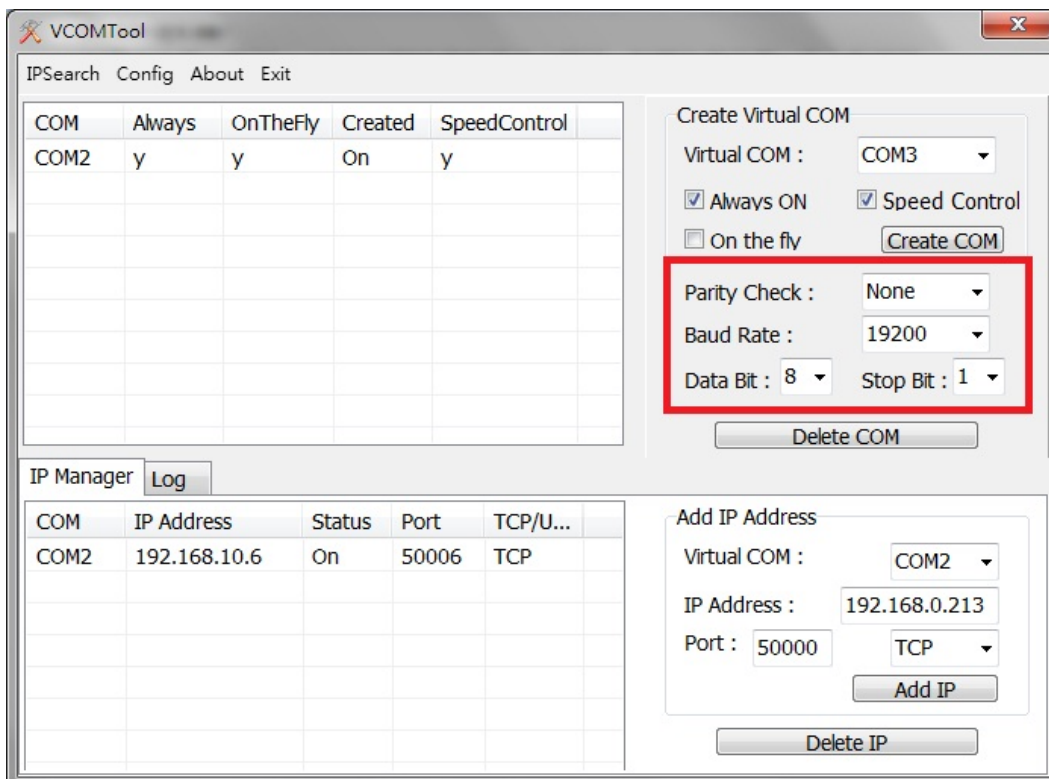 VCOMTool
IPSearch Config About Exit
COM Always OnTheFly Created SpeedControl
COM2 y y On y
Create Virtual COM
Virtual COM : COM3
Always ON Speed Control
On the fly Create COM
Parity Check : None
Baud Rate : 19200
Data Bit : 8 Stop Bit : 1
Delete COM
IP Manager Log
COM IP Address Status Port TCP/U...
COM2 192.168.10.6 On 50006 TCP
Add IP Address
Virtual COM : COM2
IP Address : 192.168.0.213
Port : 50000 TCP
Add IP
Delete IP